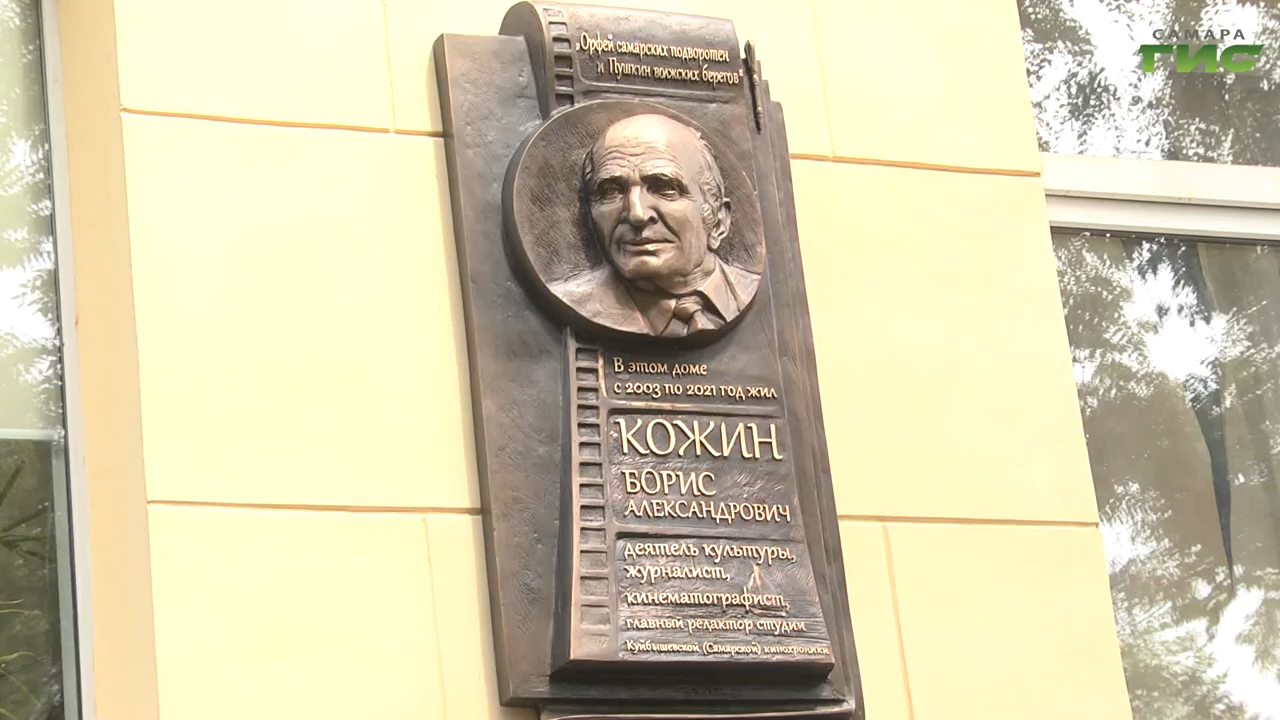 САМАРА
ГИС
„Орфей самарских подворотен
и Пушкин волжских берегов"
В этом доме
с 2003 по 2021 год жил
КОЖИН
БОРИС
АЛЕКСАНДРОВИЧ
деятель культуры,
журналист,
кинематографист,
главный редактор студии
Куйбышевской (Самарской) кинохроники